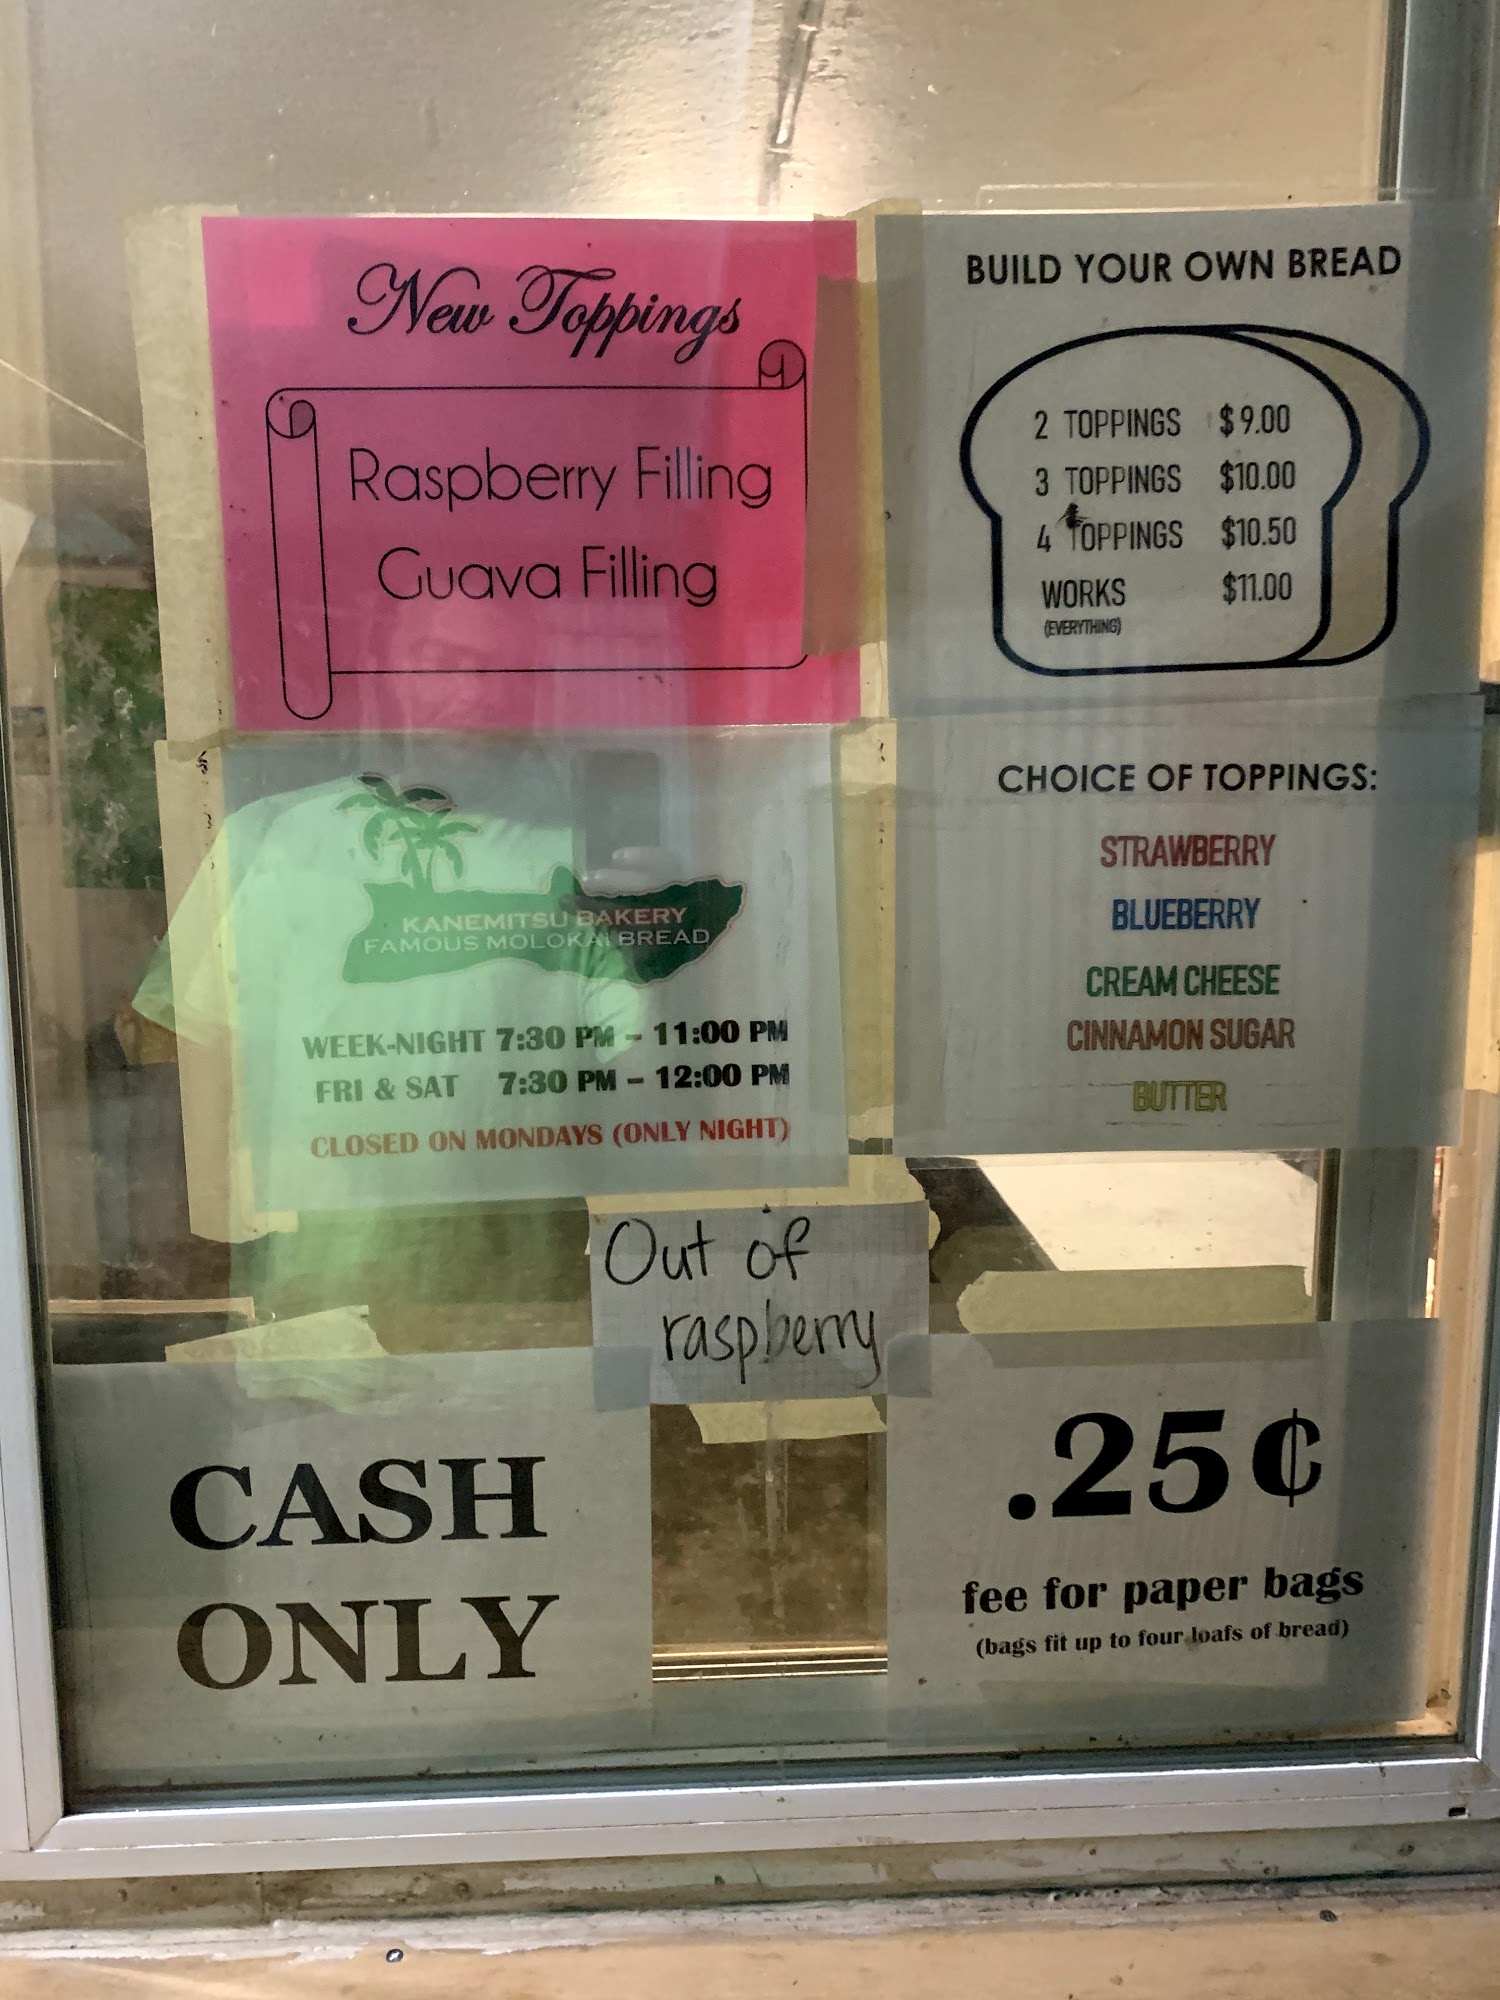 New Toppings
Raspberry Filling
Guava Filling
BUILD YOUR OWN BREAD
2 TOPPINGS $9.00
3 TOPPINGS $10.00
4 TOPPINGS $10.50
WORKS $11.00
(EVERYTHING)
KANEMITSU BAKERY
FAMOUS MOLOKAI BREAD
WEEK-NIGHT 7:30 PM – 11:00 PM
FRI & SAT 7:30 PM – 12:00 PM
CLOSED ON MONDAYS (ONLY NIGHT)
CHOICE OF TOPPINGS:
STRAWBERRY
BLUEBERRY
CREAM CHEESE
CINNAMON SUGAR
BUTTER
Out of
raspberry
CASH
ONLY
.25¢
fee for paper bags
(bags fit up to four loafs of bread)